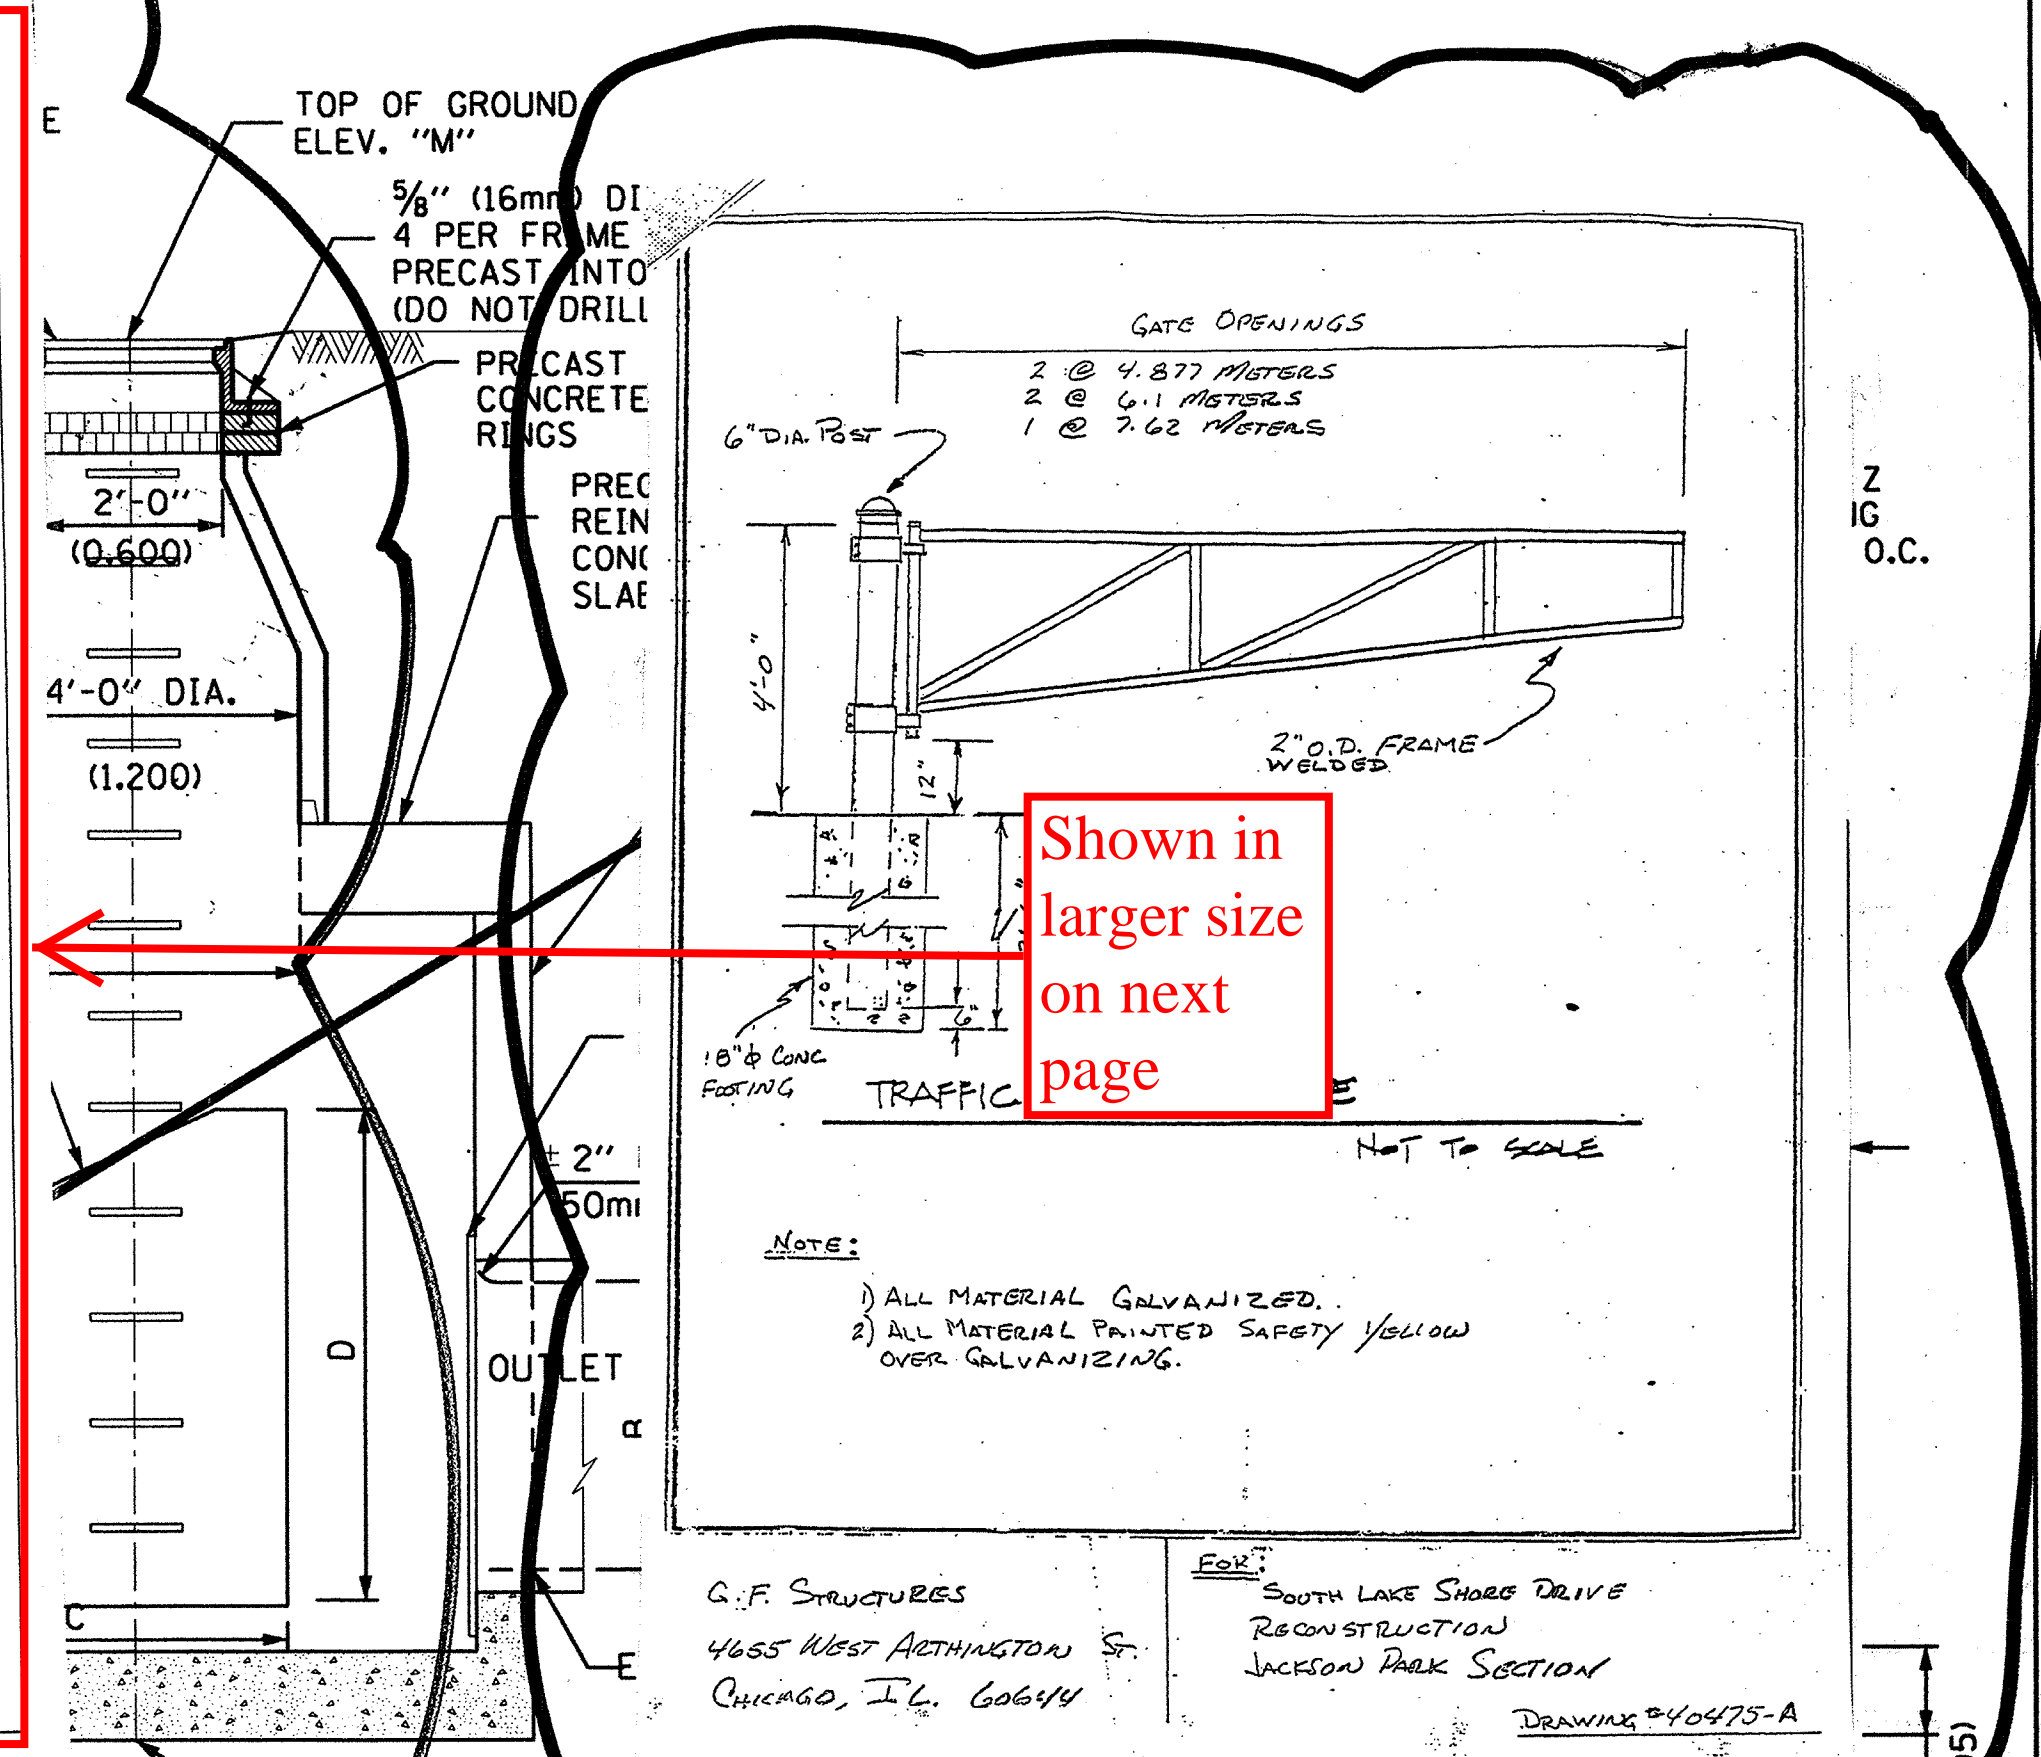 E
TOP OF GROUND
ELEV. "M"
5/8" (16mm) DI
4 PER FRAME
PRECAST INTO
(DO NOT DRILL
PRECAST
CONCRETE
RINGS
PREC
REIN
CONC
SLAB
2'-0"
(0.600)
4'-0" DIA.
(1.200)
± 2"
50mm
D
OUTLET
B
C
E
GATE OPENINGS
2 @ 4.877 METERS
2 @ 6.1 METERS
1 @ 7.62 METERS
6" DIA. POST
4'-0"
12"
2" O.D. FRAME
WELDED
6"
18"ϕ CONC
FOOTING
Shown in
larger size
on next
page
TRAFFIC
E
NOT TO SCALE
NOTE:
1) ALL MATERIAL GALVANIZED.
2) ALL MATERIAL PAINTED SAFETY YELLOW
OVER GALVANIZING.
G.F. STRUCTURES
4655 WEST ARTHINGTON ST.
CHICAGO, IL. 60644
FOR:
SOUTH LAKE SHORE DRIVE
RECONSTRUCTION
JACKSON PARK SECTION
DRAWING #40475-A
Z
IG
O.C.